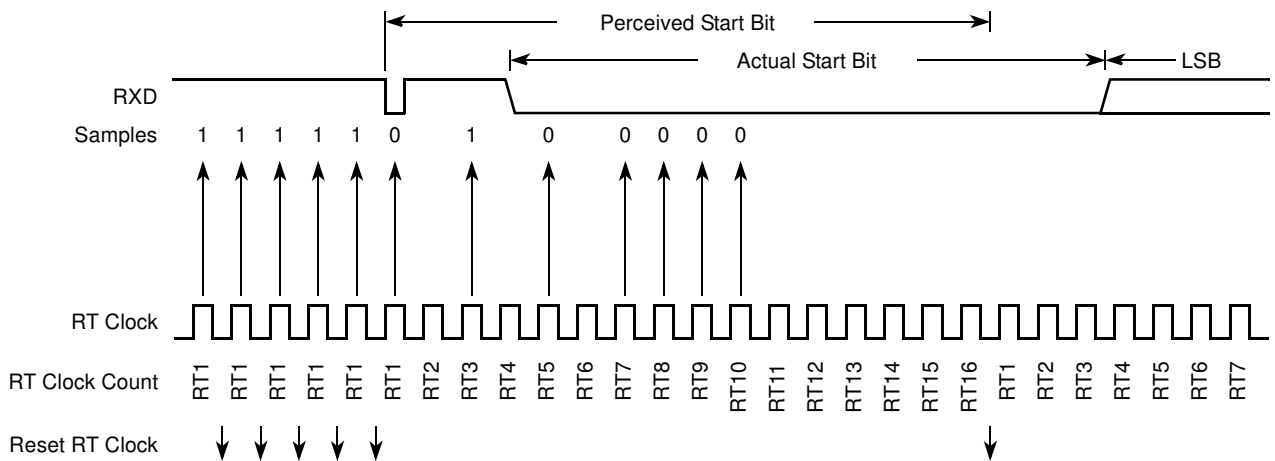 Perceived Start Bit
Actual Start Bit
LSB
RXD
Samples 1 1 1 1 1 0 1 0 0 0 0 0
RT Clock
RT Clock Count RT1 RT1 RT1 RT1 RT1 RT1 RT2 RT3 RT4 RT5 RT6 RT7 RT8 RT9 RT10 RT11 RT12 RT13 RT14 RT15 RT16 RT1 RT2 RT3 RT4 RT5 RT6 RT7
Reset RT Clock